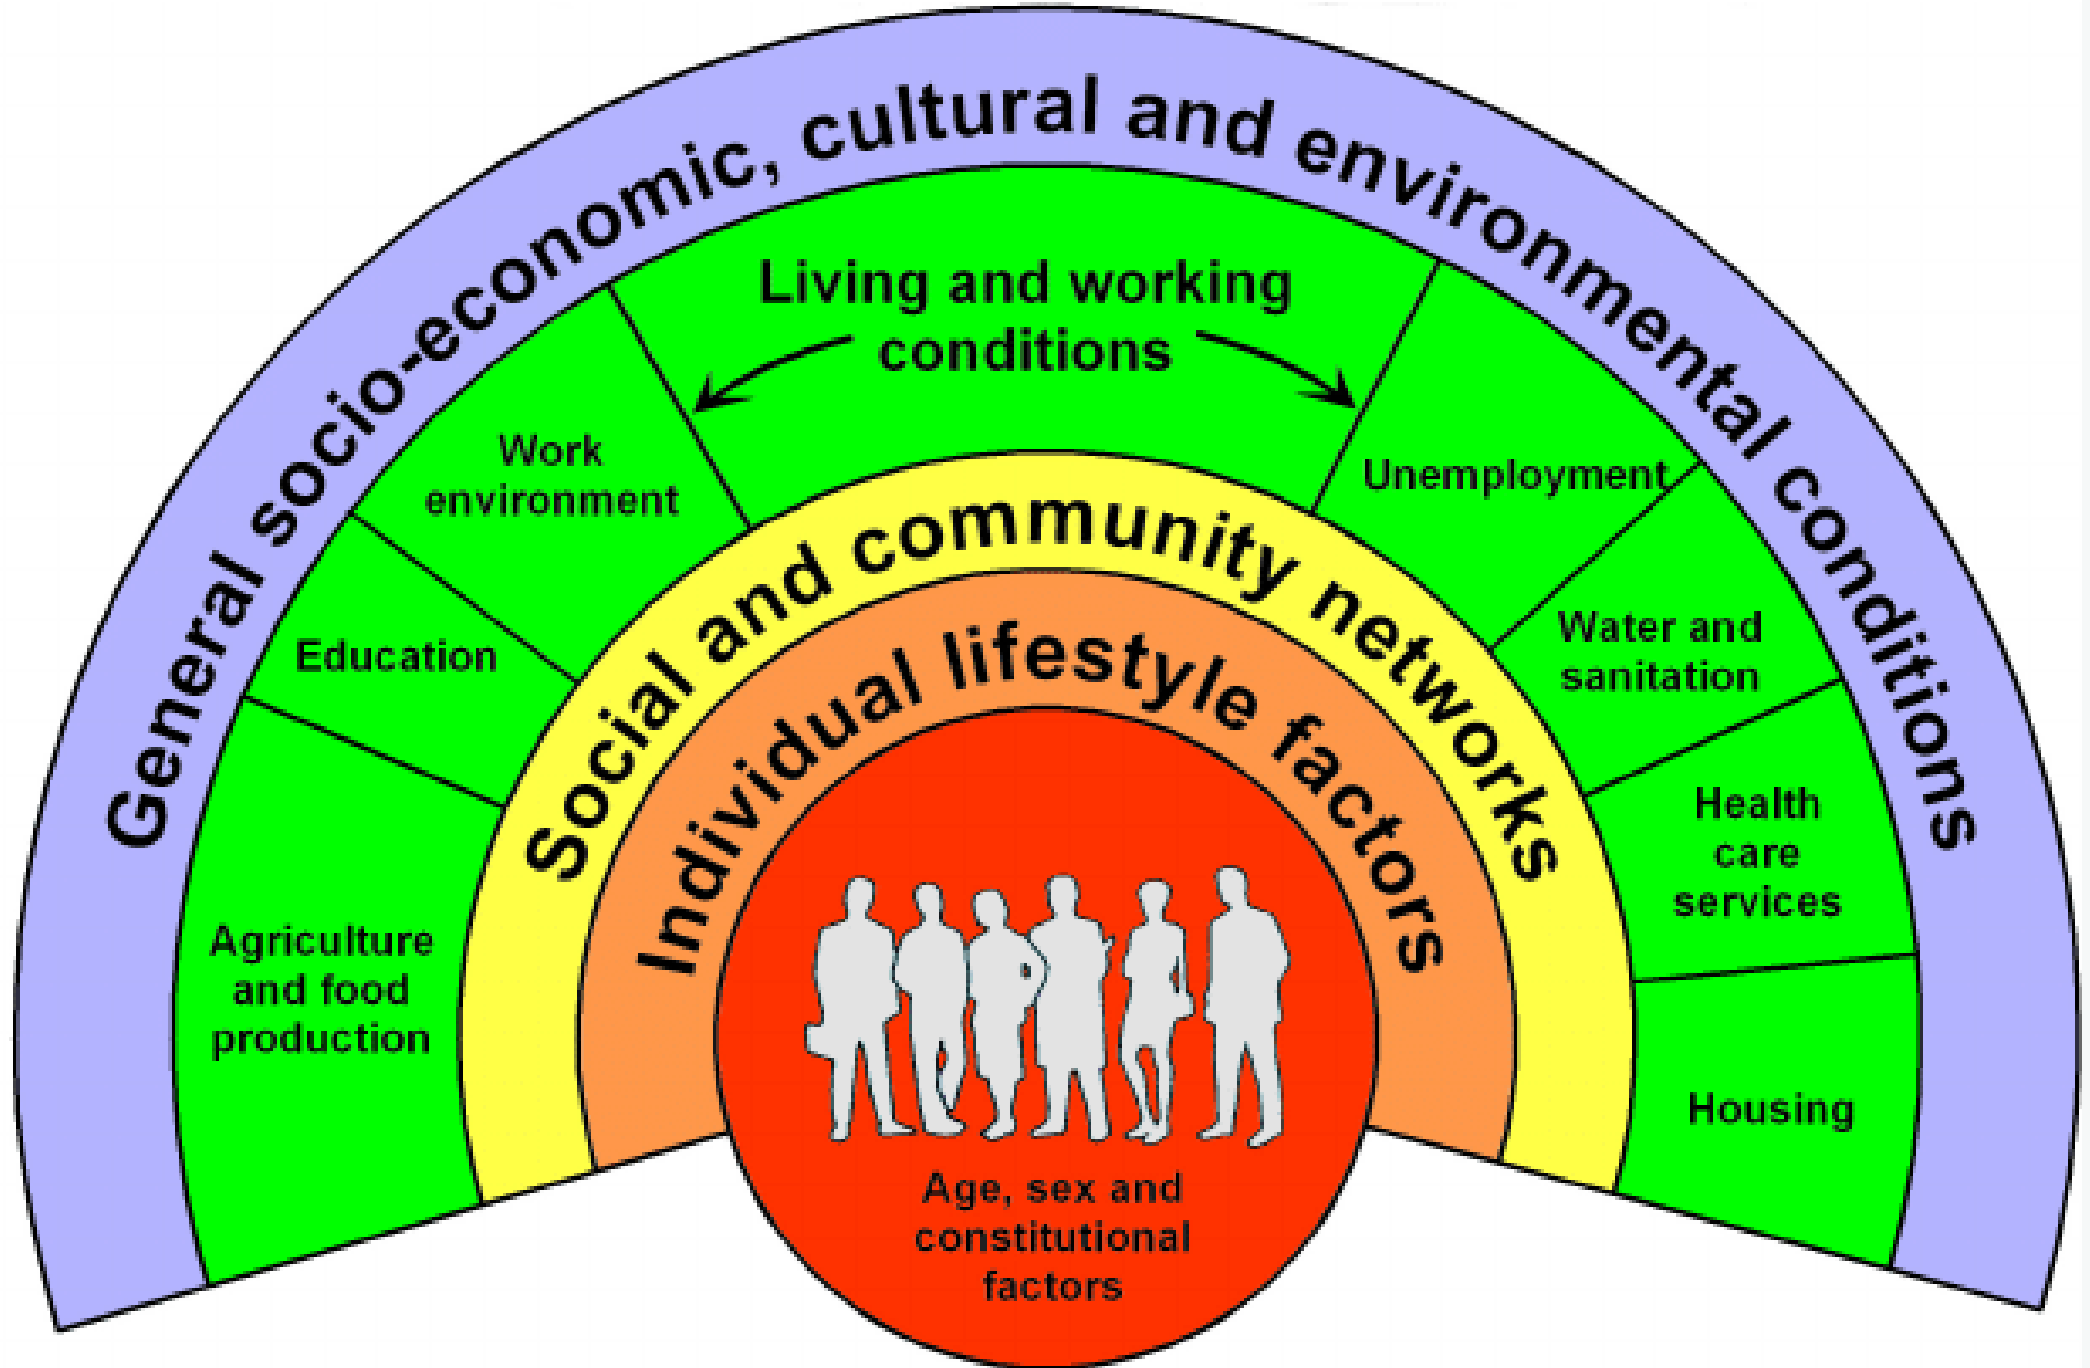 General socio-economic, cultural and environmental conditions
Living and working
conditions
Work
environment
Unemployment
Education
Water and
sanitation
Agriculture
and food
production
Health
care
services
Housing
Social and community networks
Individual lifestyle factors
Age, sex and
constitutional
factors